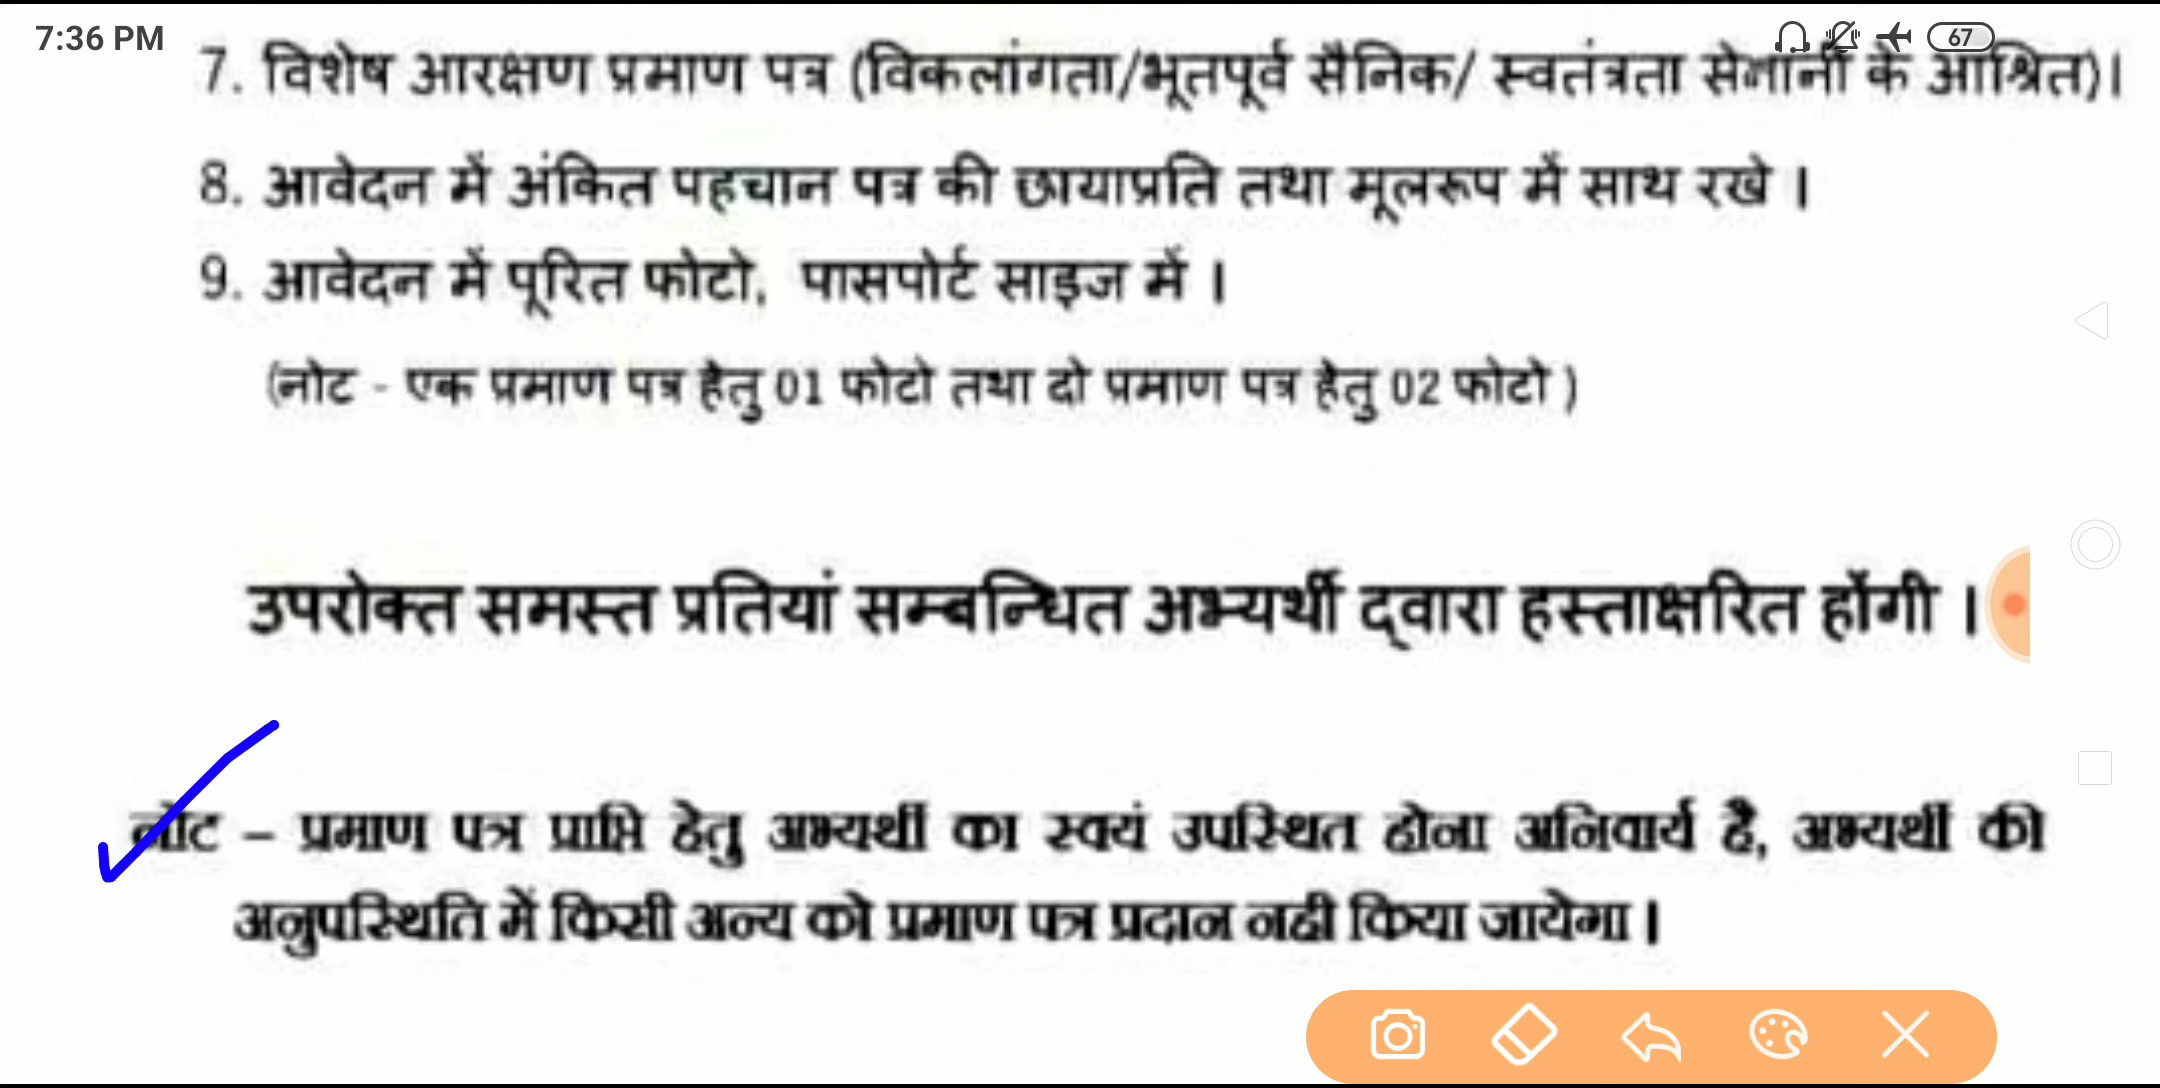 7:36 PM
67
7. विशेष आरक्षण प्रमाण पत्र (विकलांगता/भूतपूर्व सैनिक/ स्वतंत्रता सेनानी के आश्रित)।
8. आवेदन में अंकित पहचान पत्र की छायाप्रति तथा मूलरूप में साथ रखे ।
9. आवेदन में पूरित फोटो, पासपोर्ट साइज में ।
(नोट - एक प्रमाण पत्र हेतु 01 फोटो तथा दो प्रमाण पत्र हेतु 02 फोटो )
उपरोक्त समस्त प्रतियां सम्बन्धित अभ्यर्थी द्वारा हस्ताक्षरित होंगी ।
नोट – प्रमाण पत्र प्राप्ति हेतु अभ्यर्थी का स्वयं उपस्थित होना अनिवार्य है, अभ्यर्थी की
अनुपस्थिति में किसी अन्य को प्रमाण पत्र प्रदान नही किया जायेगा ।